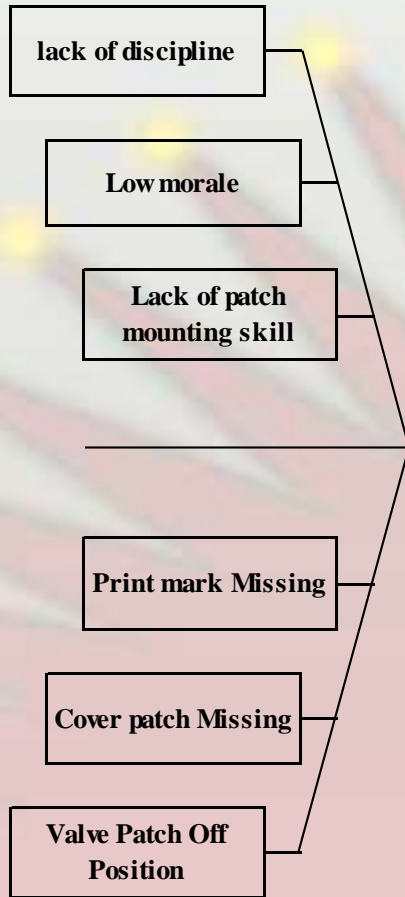 lack of discipline
Low morale
Lack of patch
mounting skill
Print mark Missing
Cover patch Missing
Valve Patch Off
Position